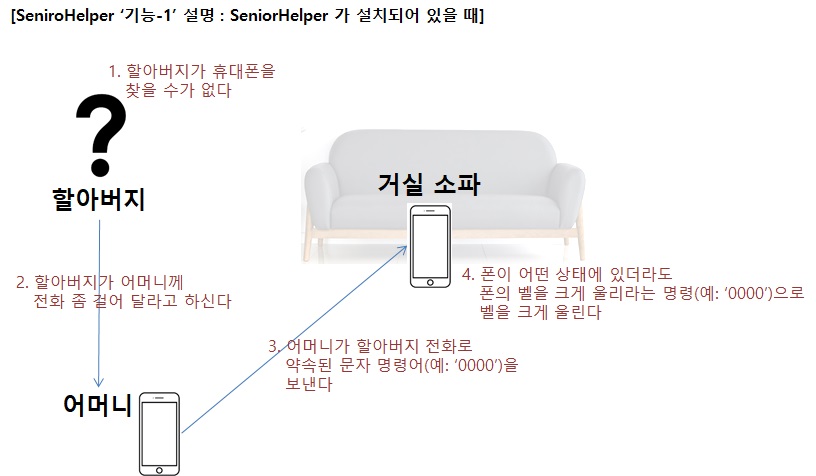 [SeniroHelper ‘기능-1’ 설명 : SeniorHelper 가 설치되어 있을 때]
1. 할아버지가 휴대폰을
찾을 수가 없다
?
할아버지
거실 소파
2. 할아버지가 어머니께
전화 좀 걸어 달라고 하신다
4. 폰이 어떤 상태에 있더라도
폰의 벨을 크게 울리라는 명령(예: ‘0000’)으로
벨을 크게 울린다
3. 어머니가 할아버지 전화로
약속된 문자 명령어(예: ‘0000’)을
보낸다
어머니